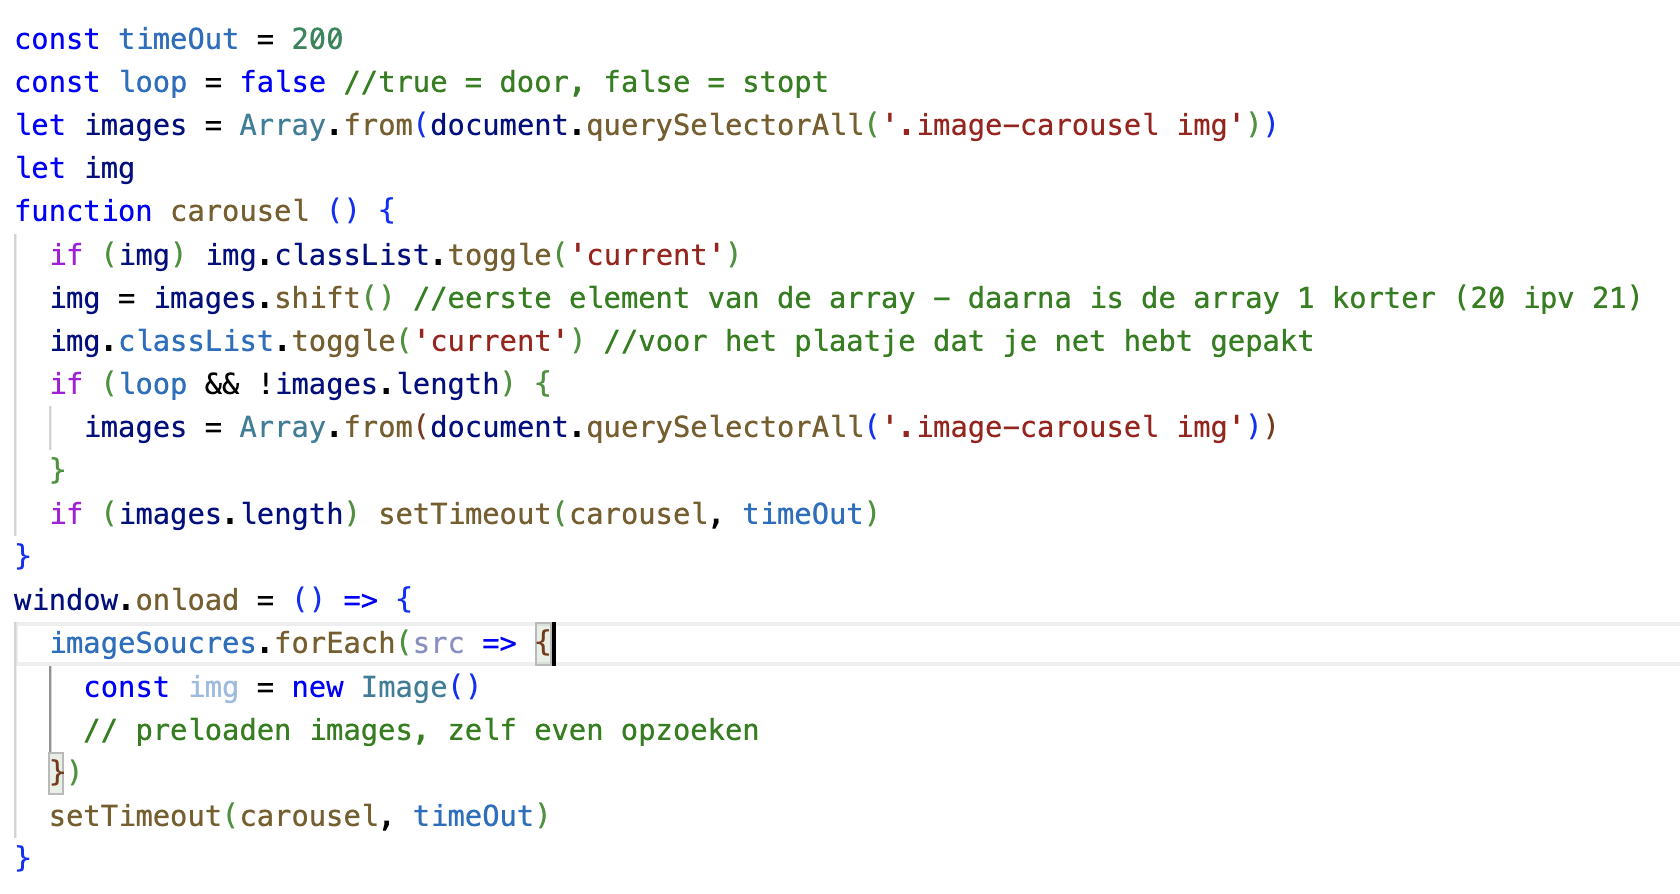 const timeOut = 200
const loop = false //true = door, false = stopt
let images = Array.from(document.querySelectorAll('.image-carousel img'))
let img
function carousel () {
  if (img) img.classList.toggle('current')
  img = images.shift() //eerste element van de array - daarna is de array 1 korter (20 ipv 21)
  img.classList.toggle('current') //voor het plaatje dat je net hebt gepakt
  if (loop && !images.length) {
    images = Array.from(document.querySelectorAll('.image-carousel img'))
  }
  if (images.length) setTimeout(carousel, timeOut)
}
window.onload = () => {
  imageSoucres.forEach(src => {
    const img = new Image()
    // preloaden images, zelf even opzoeken
  })
  setTimeout(carousel, timeOut)
}